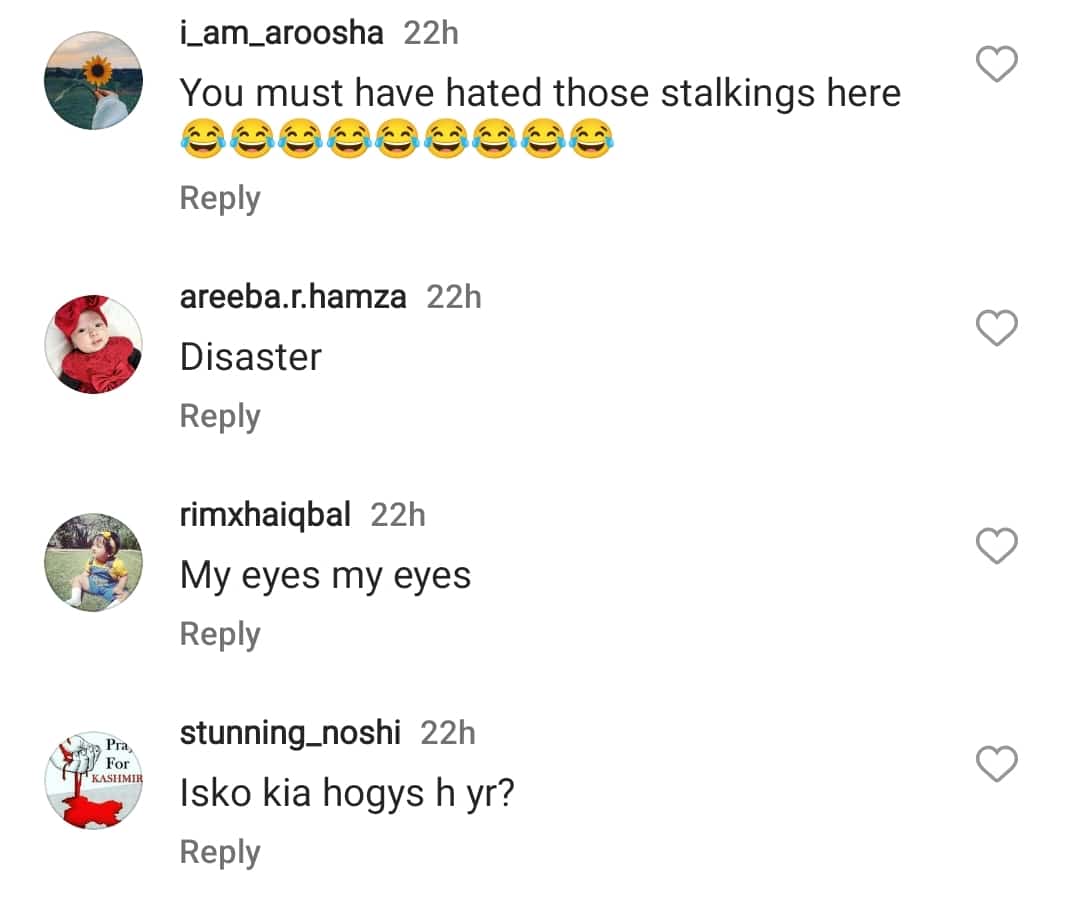 i_am_aroosha 22h
You must have hated those stalkings here
😂😂😂😂😂😂😂😂😂
Reply
areeba.r.hamza 22h
Disaster
Reply
rimxhaiqbal 22h
My eyes my eyes
Reply
Pra
For
KASHMIR
stunning_noshi 22h
Isko kia hogys h yr?
Reply